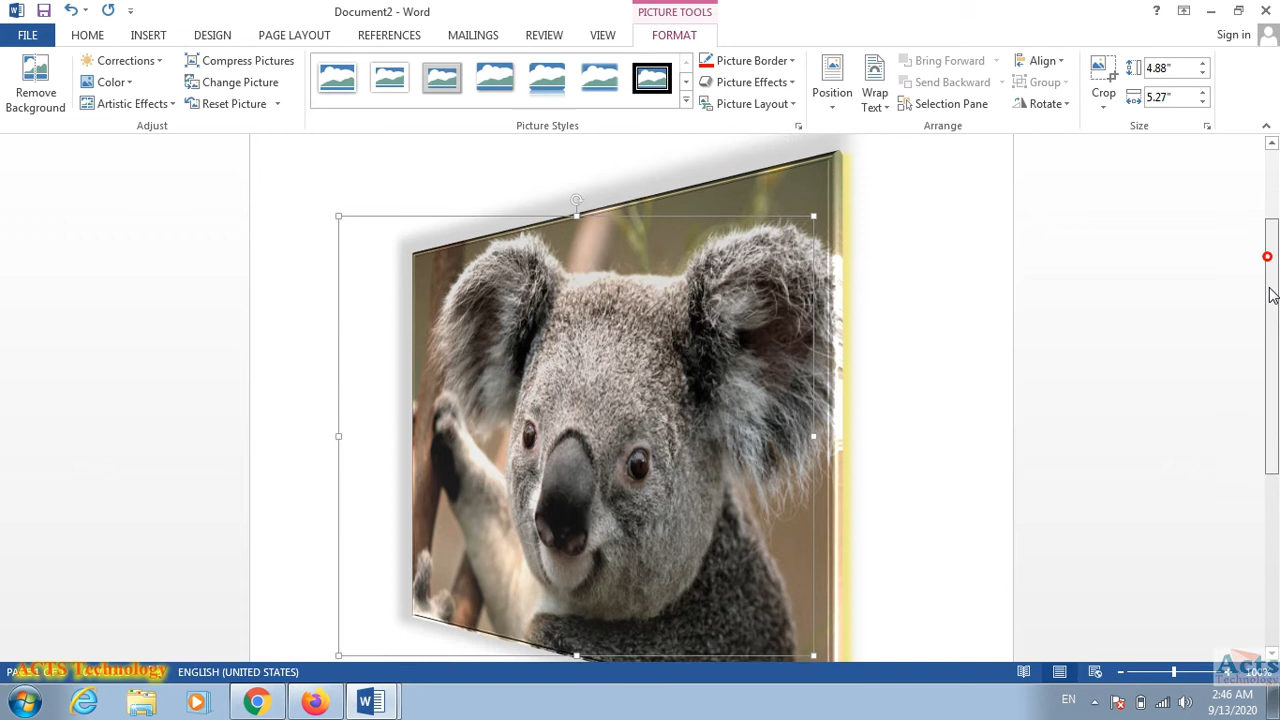 Document2 - Word
PICTURE TOOLS
?
FILE HOME INSERT DESIGN PAGE LAYOUT REFERENCES MAILINGS REVIEW VIEW FORMAT Sign in
Remove Background
Corrections
Color
Artistic Effects
Compress Pictures
Change Picture
Reset Picture
Adjust
Picture Border
Picture Effects
Picture Layout
Picture Styles
Position
Wrap Text
Bring Forward
Send Backward
Selection Pane
Align
Group
Rotate
Arrange
Crop
4.88"
5.27"
Size
ACTS Technology
ENGLISH (UNITED STATES)
100%
Acts
Technology
EN
2:46 AM
9/13/2020